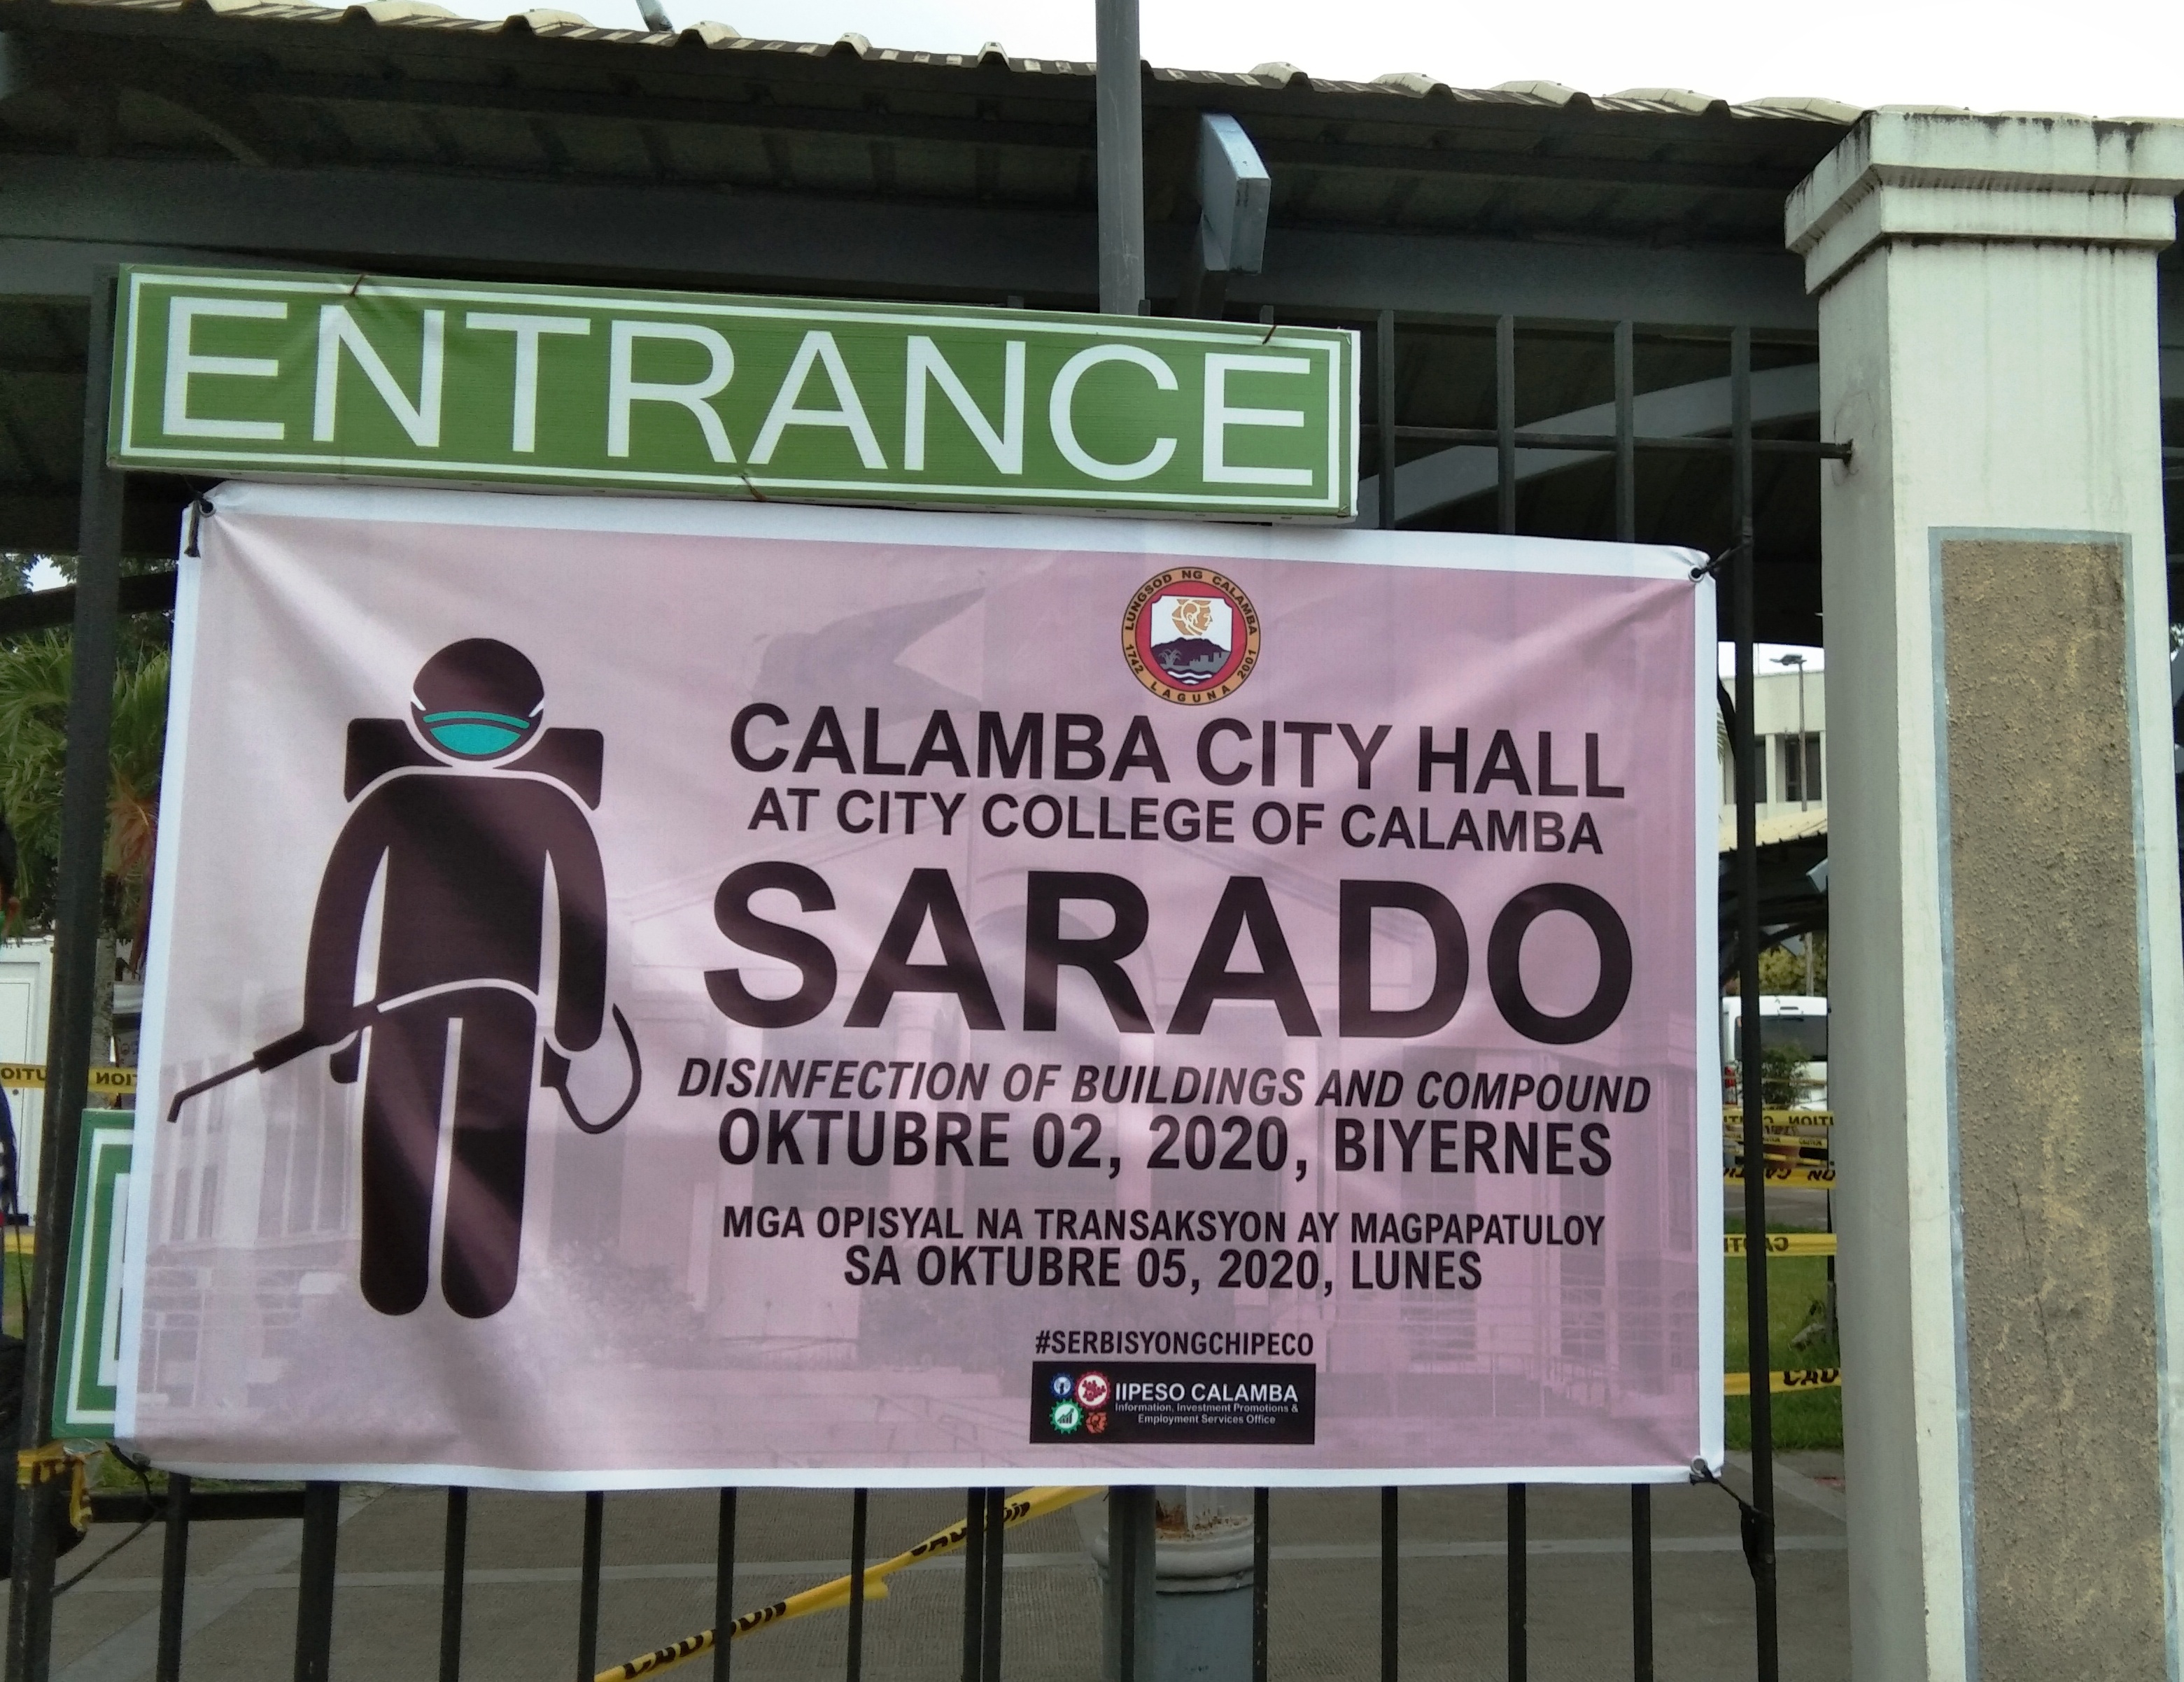 ENTRANCE
LUNGSOD NG CALAMBA
1742 LAGUNA 2001
CALAMBA CITY HALL
AT CITY COLLEGE OF CALAMBA
SARADO
DISINFECTION OF BUILDINGS AND COMPOUND
OKTUBRE 02, 2020, BIYERNES
MGA OPISYAL NA TRANSAKSYON AY MAGPAPATULOY
SA OKTUBRE 05, 2020, LUNES
#SERBISYONGCHIPECO
IIPESO CALAMBA
Information, Investment Promotions &
Employment Services Office
CAUTION
CAUTION